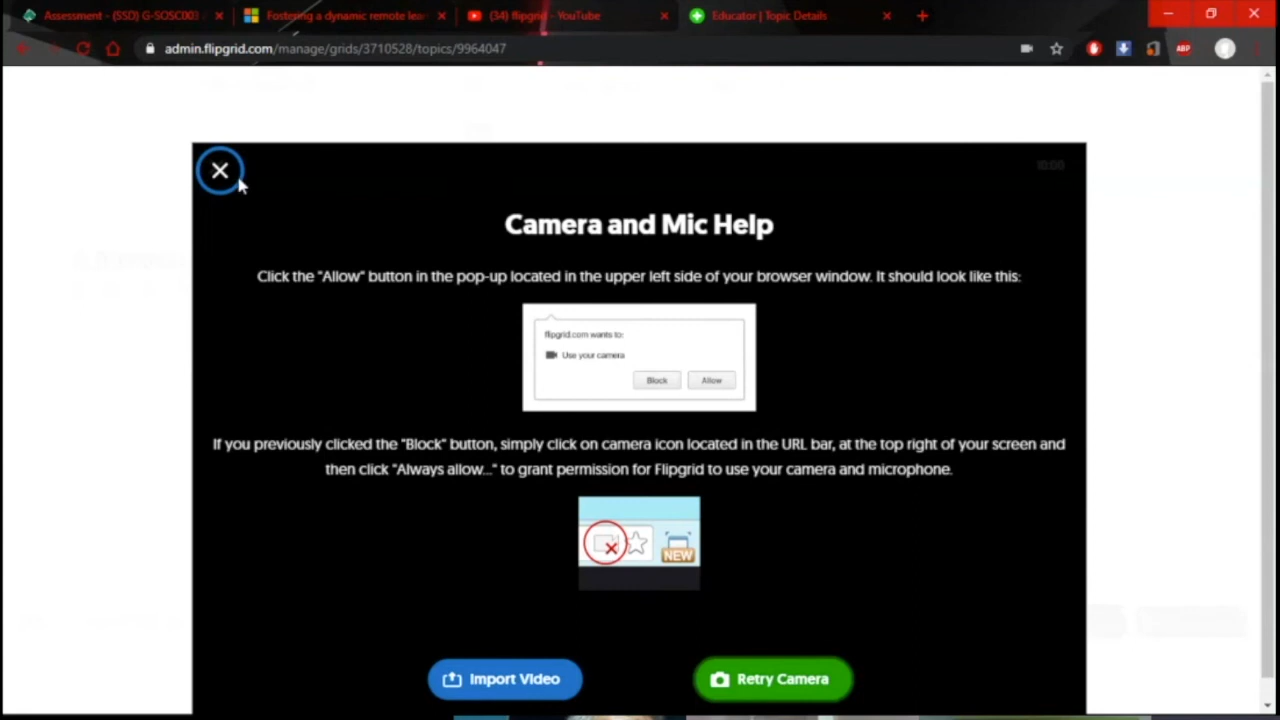 Assessment - (SSD) G-SOSC003
Fostering a dynamic remote lear
(34) flipgrid - YouTube
Educator | Topic Details
admin.flipgrid.com/manage/grids/3710528/topics/9964047
ABP
10:00
Camera and Mic Help
Click the "Allow" button in the pop-up located in the upper left side of your browser window. It should look like this:
flipgrid.com wants to:
Use your camera
Block Allow
If you previously clicked the "Block" button, simply click on camera icon located in the URL bar, at the top right of your screen and
then click "Always allow..." to grant permission for Flipgrid to use your camera and microphone.
NEW
Import Video
Retry Camera